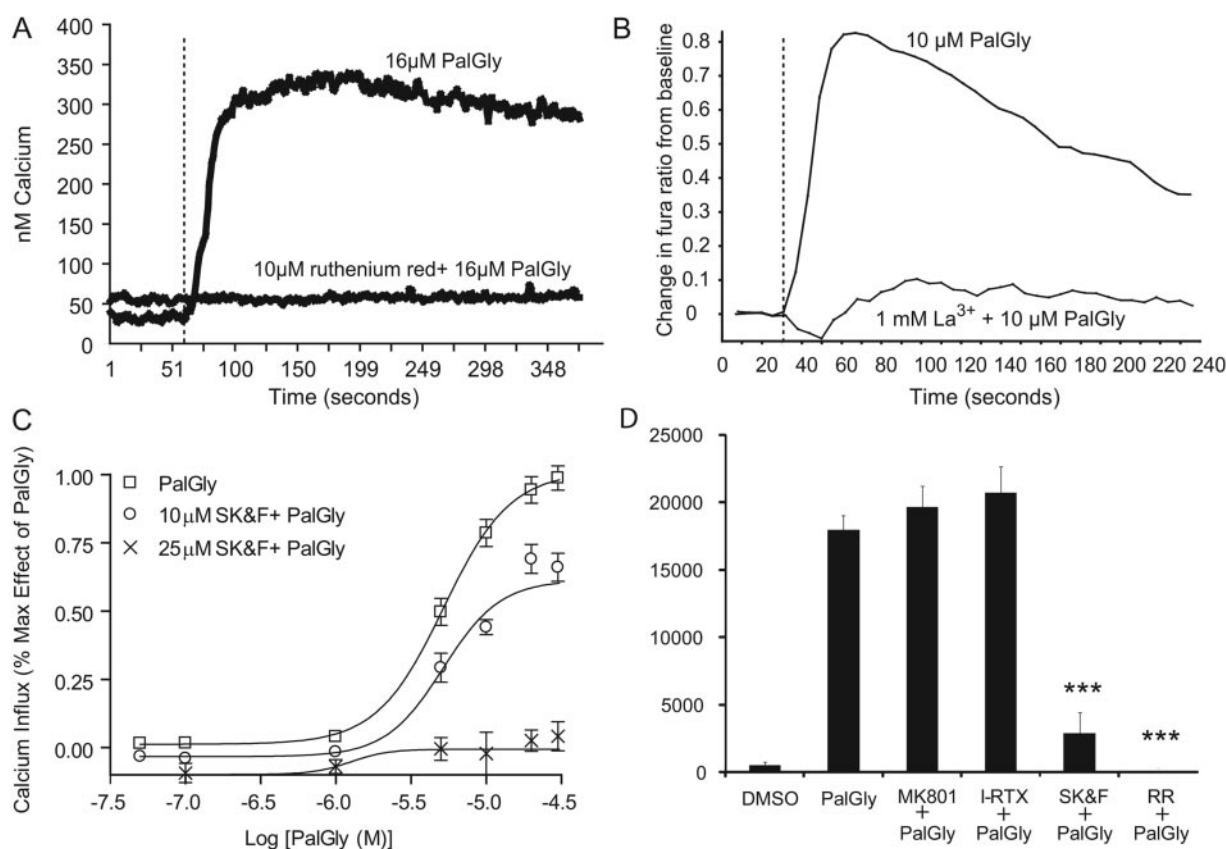 A
400
350
300
250
200
150
100
50
0
nM Calcium
16µM PalGly
10µM ruthenium red+ 16µM PalGly
1 51 100 149 199 249 298 348
Time (seconds)
B
0.8
0.6
0.5
0.4
0.3
0.2
0.1
0
Change in fura ratio from baseline
10 µM PalGly
1 mM La3+ + 10 µM PalGly
0 20 40 60 80 100 120 140 160 180 200 220 240
Time (seconds)
C
1.00
0.75
0.50
0.25
0.00
Calcium Influx (% Max Effect of PalGly)
PalGly
10µM SK&F+ PalGly
25µM SK&F+ PalGly
-7.5 -7.0 -6.5 -6.0 -5.5 -5.0 -4.5
Log [PalGly (M)]
D
25000
20000
15000
10000
5000
0
*** ***
DMSO PalGly MK801 I-RTX SK&F RR
+ + + +
PalGly PalGly PalGly PalGly